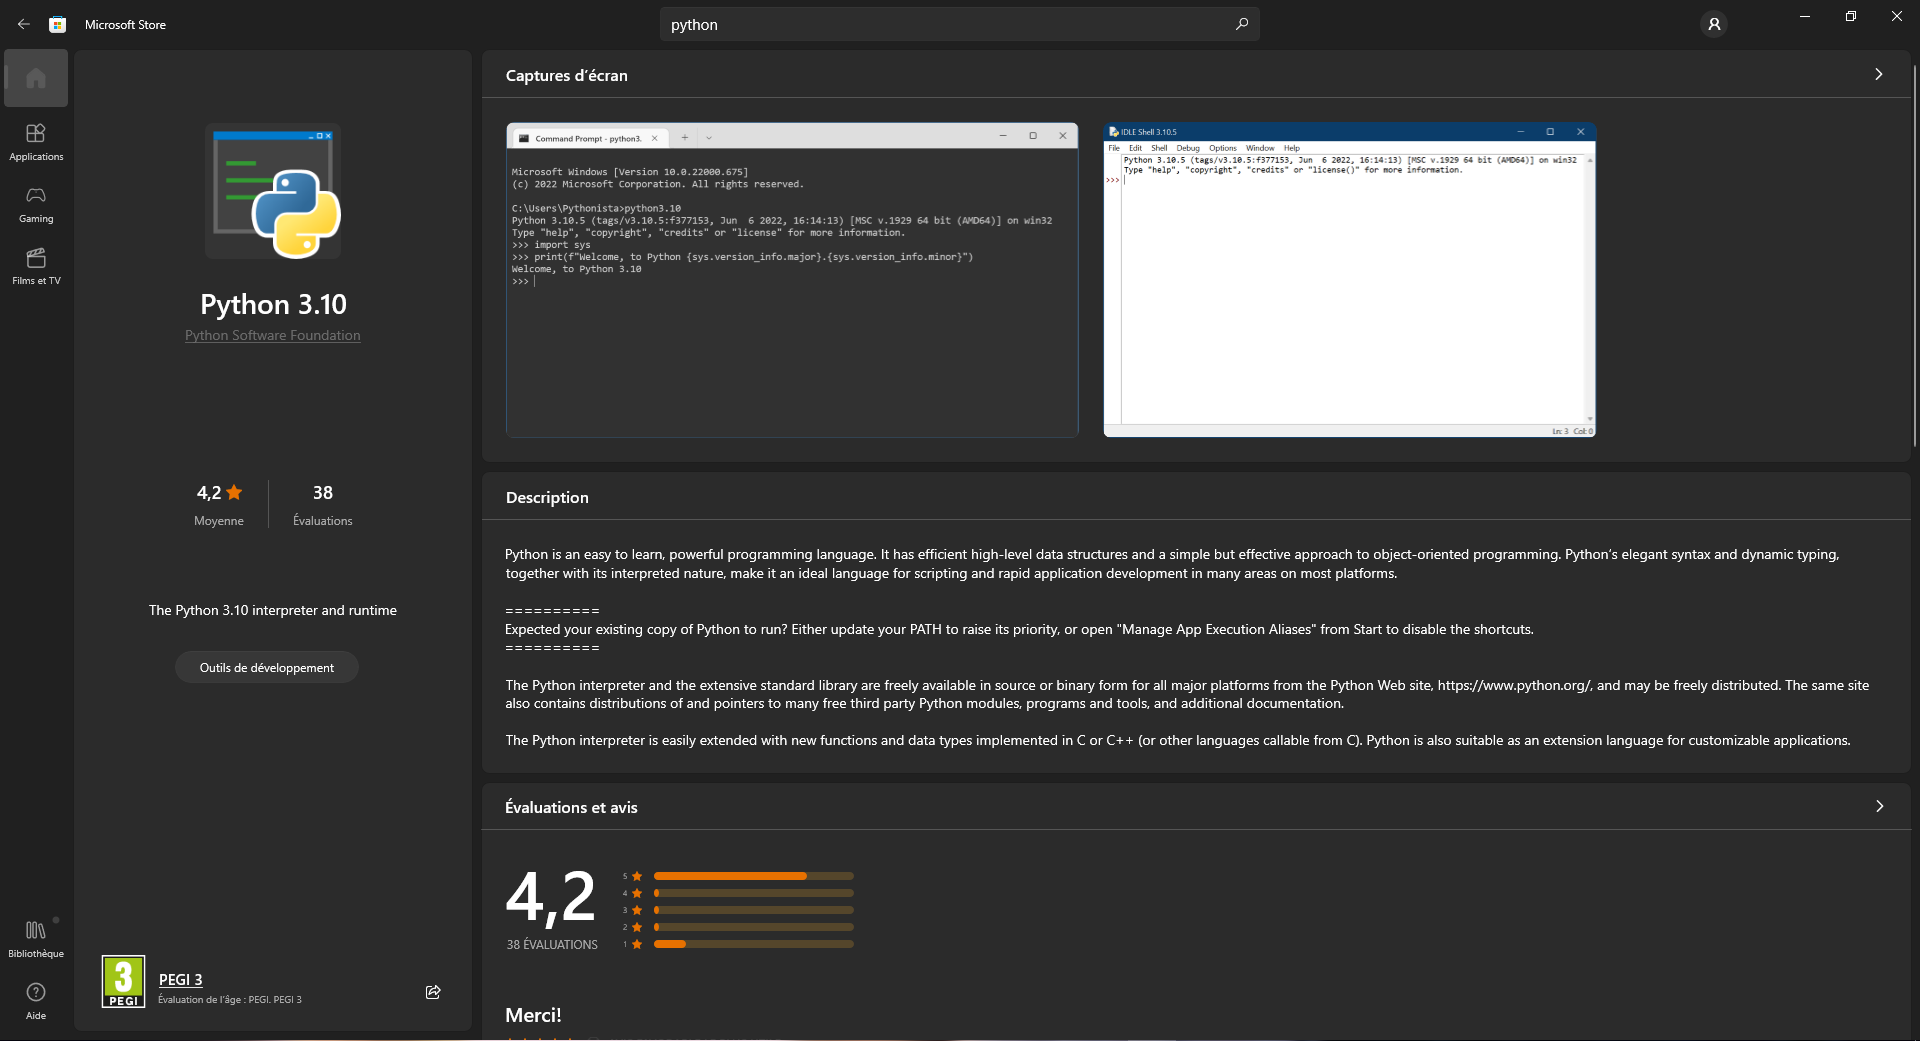 Microsoft Store
python
Applications
Gaming
Films et TV
Bibliothèque
Aide
Python 3.10
Python Software Foundation
4,2
Moyenne
38
Évaluations
The Python 3.10 interpreter and runtime
Outils de développement
3
PEGI
PEGI 3
Évaluation de l'âge : PEGI. PEGI 3
Captures d'écran
Command Prompt - python3.
Microsoft Windows [Version 10.0.22000.675]
(c) 2022 Microsoft Corporation. All rights reserved.
C:\Users\Pythonista>python3.10
Python 3.10.5 (tags/v3.10.5:f377153, Jun  6 2022, 16:14:13) [MSC v.1929 64 bit (AMD64)] on win32
Type "help", "copyright", "credits" or "license" for more information.
>>> import sys
>>> print(f"Welcome, to Python {sys.version_info.major}.{sys.version_info.minor}")
Welcome, to Python 3.10
>>>
IDLE Shell 3.10.5
File Edit Shell Debug Options Window Help
Python 3.10.5 (tags/v3.10.5:f377153, Jun  6 2022, 16:14:13) [MSC v.1929 64 bit (AMD64)] on win32
Type "help", "copyright", "credits" or "license()" for more information.
>>>
Ln: 3 Col: 0
Description
Python is an easy to learn, powerful programming language. It has efficient high-level data structures and a simple but effective approach to object-oriented programming. Python's elegant syntax and dynamic typing,
together with its interpreted nature, make it an ideal language for scripting and rapid application development in many areas on most platforms.
==========
Expected your existing copy of Python to run? Either update your PATH to raise its priority, or open "Manage App Execution Aliases" from Start to disable the shortcuts.
==========
The Python interpreter and the extensive standard library are freely available in source or binary form for all major platforms from the Python Web site, https://www.python.org/, and may be freely distributed. The same site
also contains distributions of and pointers to many free third party Python modules, programs and tools, and additional documentation.
The Python interpreter is easily extended with new functions and data types implemented in C or C++ (or other languages callable from C). Python is also suitable as an extension language for customizable applications.
Évaluations et avis
4,2
38 ÉVALUATIONS
5
4
3
2
1
Merci!